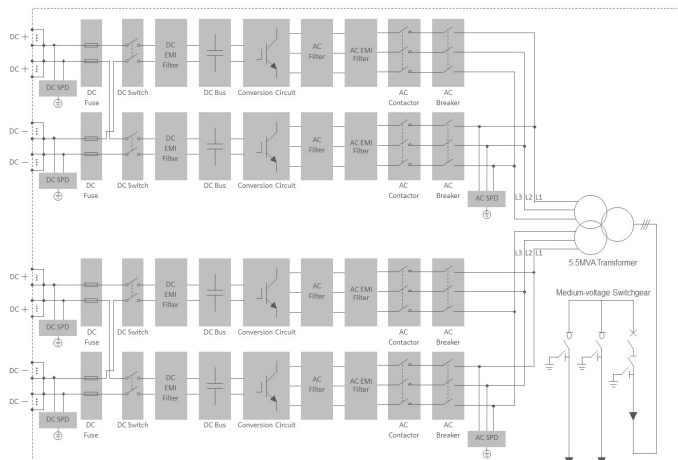 DC +
DC +
DC SPD
DC
Fuse
DC Switch
DC
EMI
Filter
DC Bus
Conversion Circuit
AC
Filter
AC EMI
Filter
AC
Contactor
AC
Breaker
DC −
DC −
DC SPD
DC
Fuse
DC Switch
DC
EMI
Filter
DC Bus
Conversion Circuit
AC
Filter
AC EMI
Filter
AC
Contactor
AC
Breaker
AC SPD
L3 L2 L1
5.5MVA Transformer
L3 L2 L1
Medium-voltage Switchgear
DC +
DC +
DC SPD
DC
Fuse
DC Switch
DC
EMI
Filter
DC Bus
Conversion Circuit
AC
Filter
AC EMI
Filter
AC
Contactor
AC
Breaker
DC −
DC −
DC SPD
DC
Fuse
DC Switch
DC
EMI
Filter
DC Bus
Conversion Circuit
AC
Filter
AC EMI
Filter
AC
Contactor
AC
Breaker
AC SPD